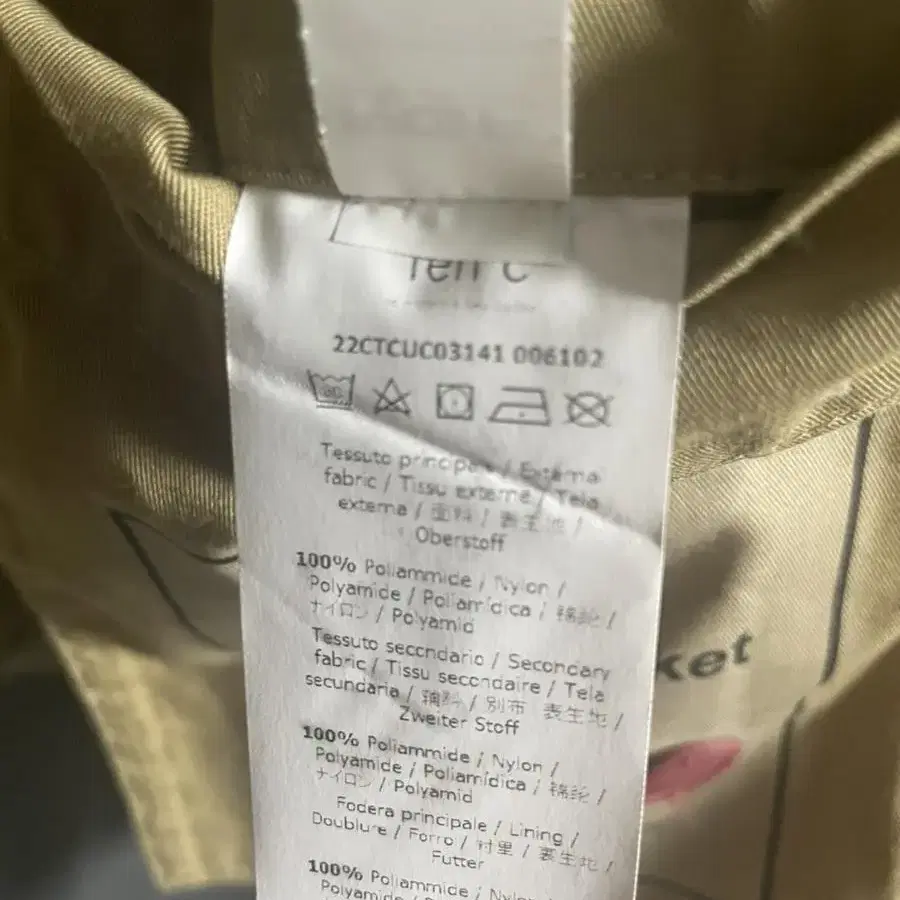 Ten C
22CTCUC03141 006102
30
Tessuto principale / External
fabric / Tissu externe / Tela
externa / 面料 / 表生地 /
Oberstoff
100% Poliammide / Nylon /
Polyamide / Poliamídica / 锦纶 /
ナイロン / Polyamid
Tessuto secondario / Secondary
fabric / Tissu secondaire / Tela
secundaria / 辅料 / 別布 表生地 /
Zweiter Stoff
100% Poliammide / Nylon /
Polyamide / Poliamídica / 锦纶 /
ナイロン / Polyamid
Fodera principale / Lining /
Doublure / Forro / 衬里 / 裏生地 /
Futter
100% Poliammide / Nylon
Polyamide /
ket